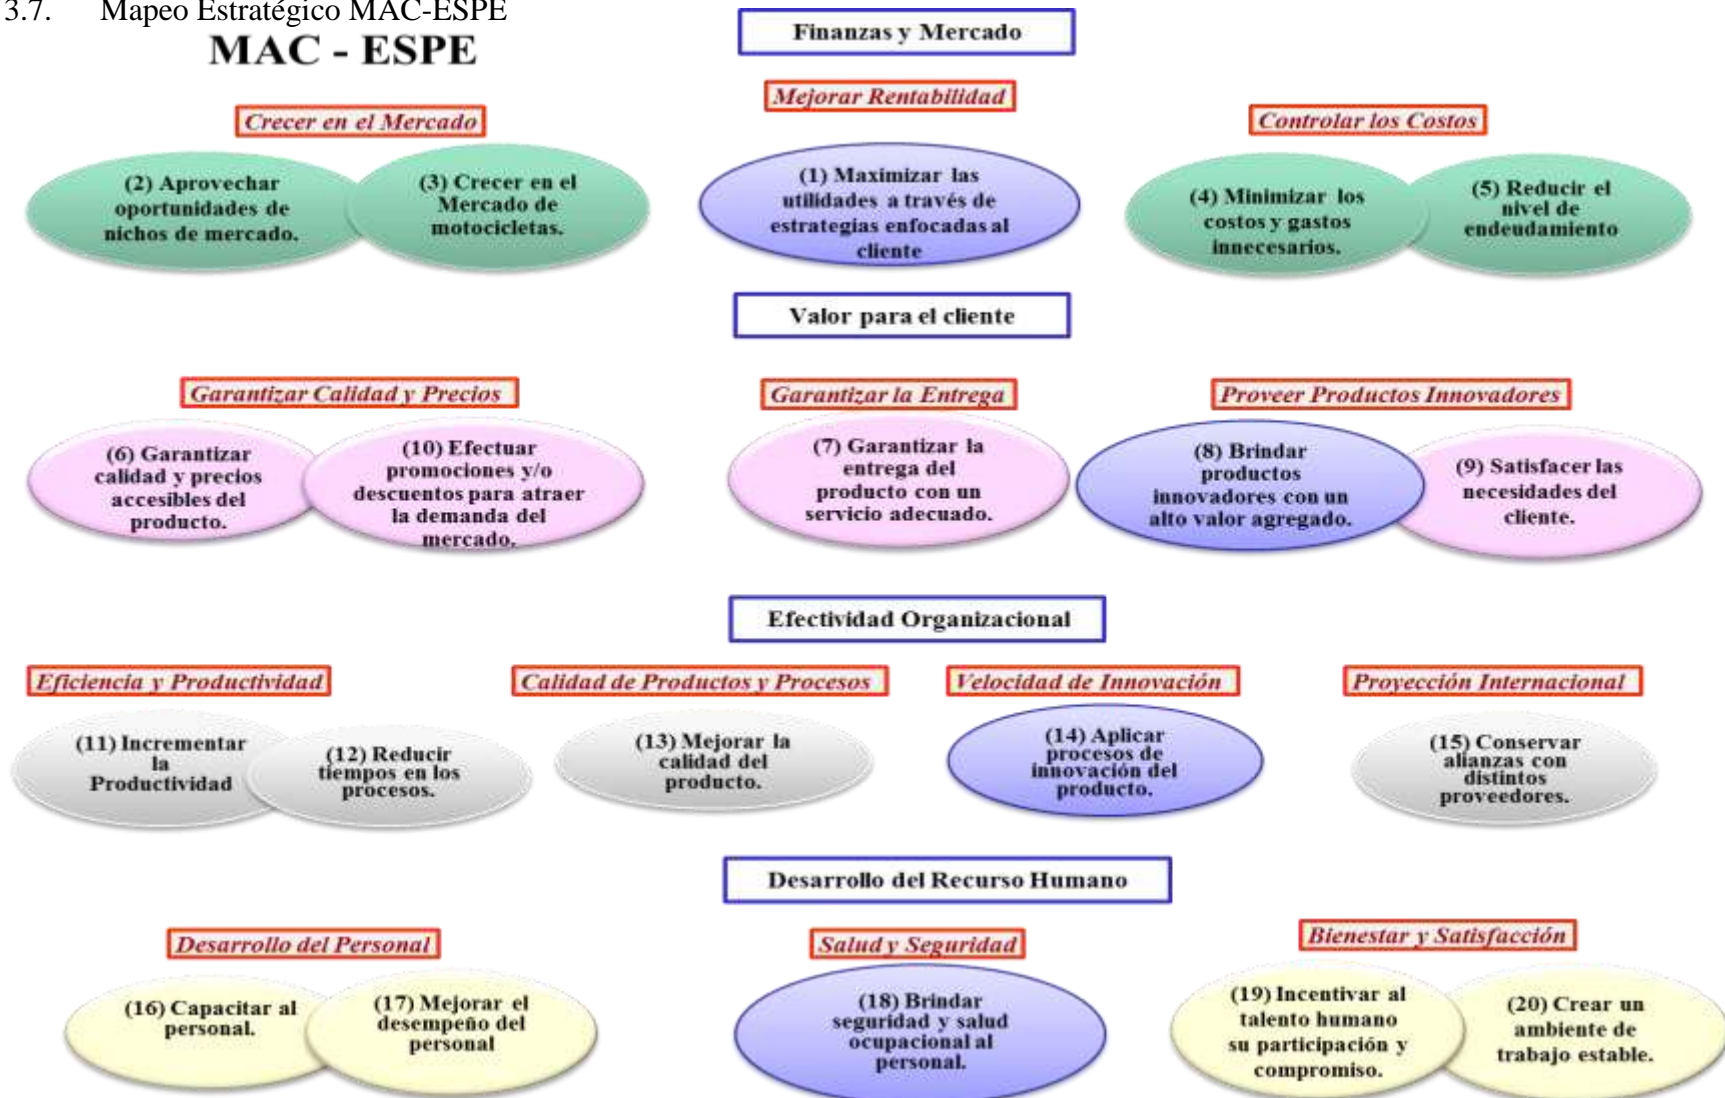 3.7. Mapeo Estratégico MAC-ESPE
MAC - ESPE
Finanzas y Mercado
Crecer en el Mercado
Mejorar Rentabilidad
Controlar los Costos
(2) Aprovechar
oportunidades de
nichos de mercado.
(3) Crecer en el
Mercado de
motocicletas.
(1) Maximizar las
utilidades a través de
estrategias enfocadas al
cliente
(4) Minimizar los
costos y gastos
innecesarios.
(5) Reducir el
nivel de
endeudamiento
Valor para el cliente
Garantizar Calidad y Precios
Garantizar la Entrega
Proveer Productos Innovadores
(6) Garantizar
calidad y precios
accesibles del
producto.
(10) Efectuar
promociones y/o
descuentos para atraer
la demanda del
mercado.
(7) Garantizar la
entrega del
producto con un
servicio adecuado.
(8) Brindar
productos
innovadores con un
alto valor agregado.
(9) Satisfacer las
necesidades del
cliente.
Efectividad Organizacional
Eficiencia y Productividad
Calidad de Productos y Procesos
Velocidad de Innovación
Proyección Internacional
(11) Incrementar
la
Productividad
(12) Reducir
tiempos en los
procesos.
(13) Mejorar la
calidad del
producto.
(14) Aplicar
procesos de
innovación del
producto.
(15) Conservar
alianzas con
distintos
proveedores.
Desarrollo del Recurso Humano
Desarrollo del Personal
Salud y Seguridad
Bienestar y Satisfacción
(16) Capacitar al
personal.
(17) Mejorar el
desempeño del
personal
(18) Brindar
seguridad y salud
ocupacional al
personal.
(19) Incentivar al
talento humano
su participación y
compromiso.
(20) Crear un
ambiente de
trabajo estable.